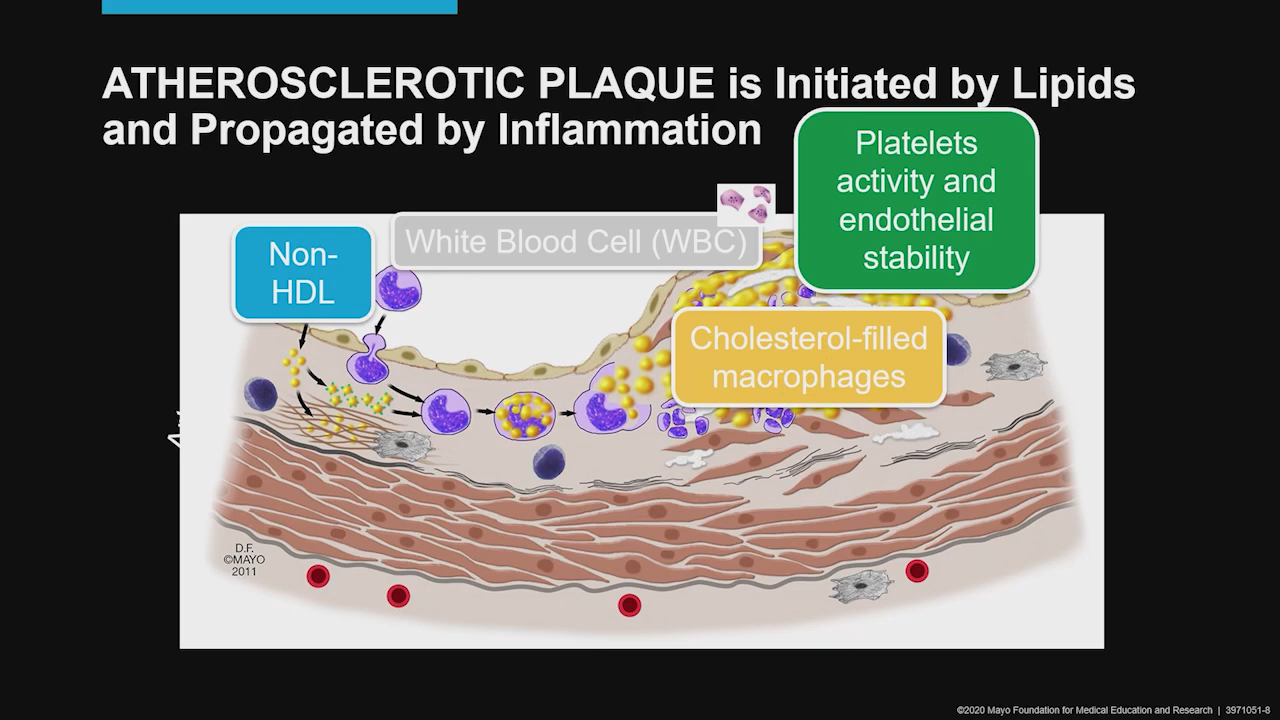 ATHEROSCLEROTIC PLAQUE is Initiated by Lipids
and Propagated by Inflammation
Platelets
activity and
endothelial
stability
White Blood Cell (WBC)
Non-
HDL
Cholesterol-filled
macrophages
D.F.
©MAYO
2011
©2020 Mayo Foundation for Medical Education and Research | 3971051-8